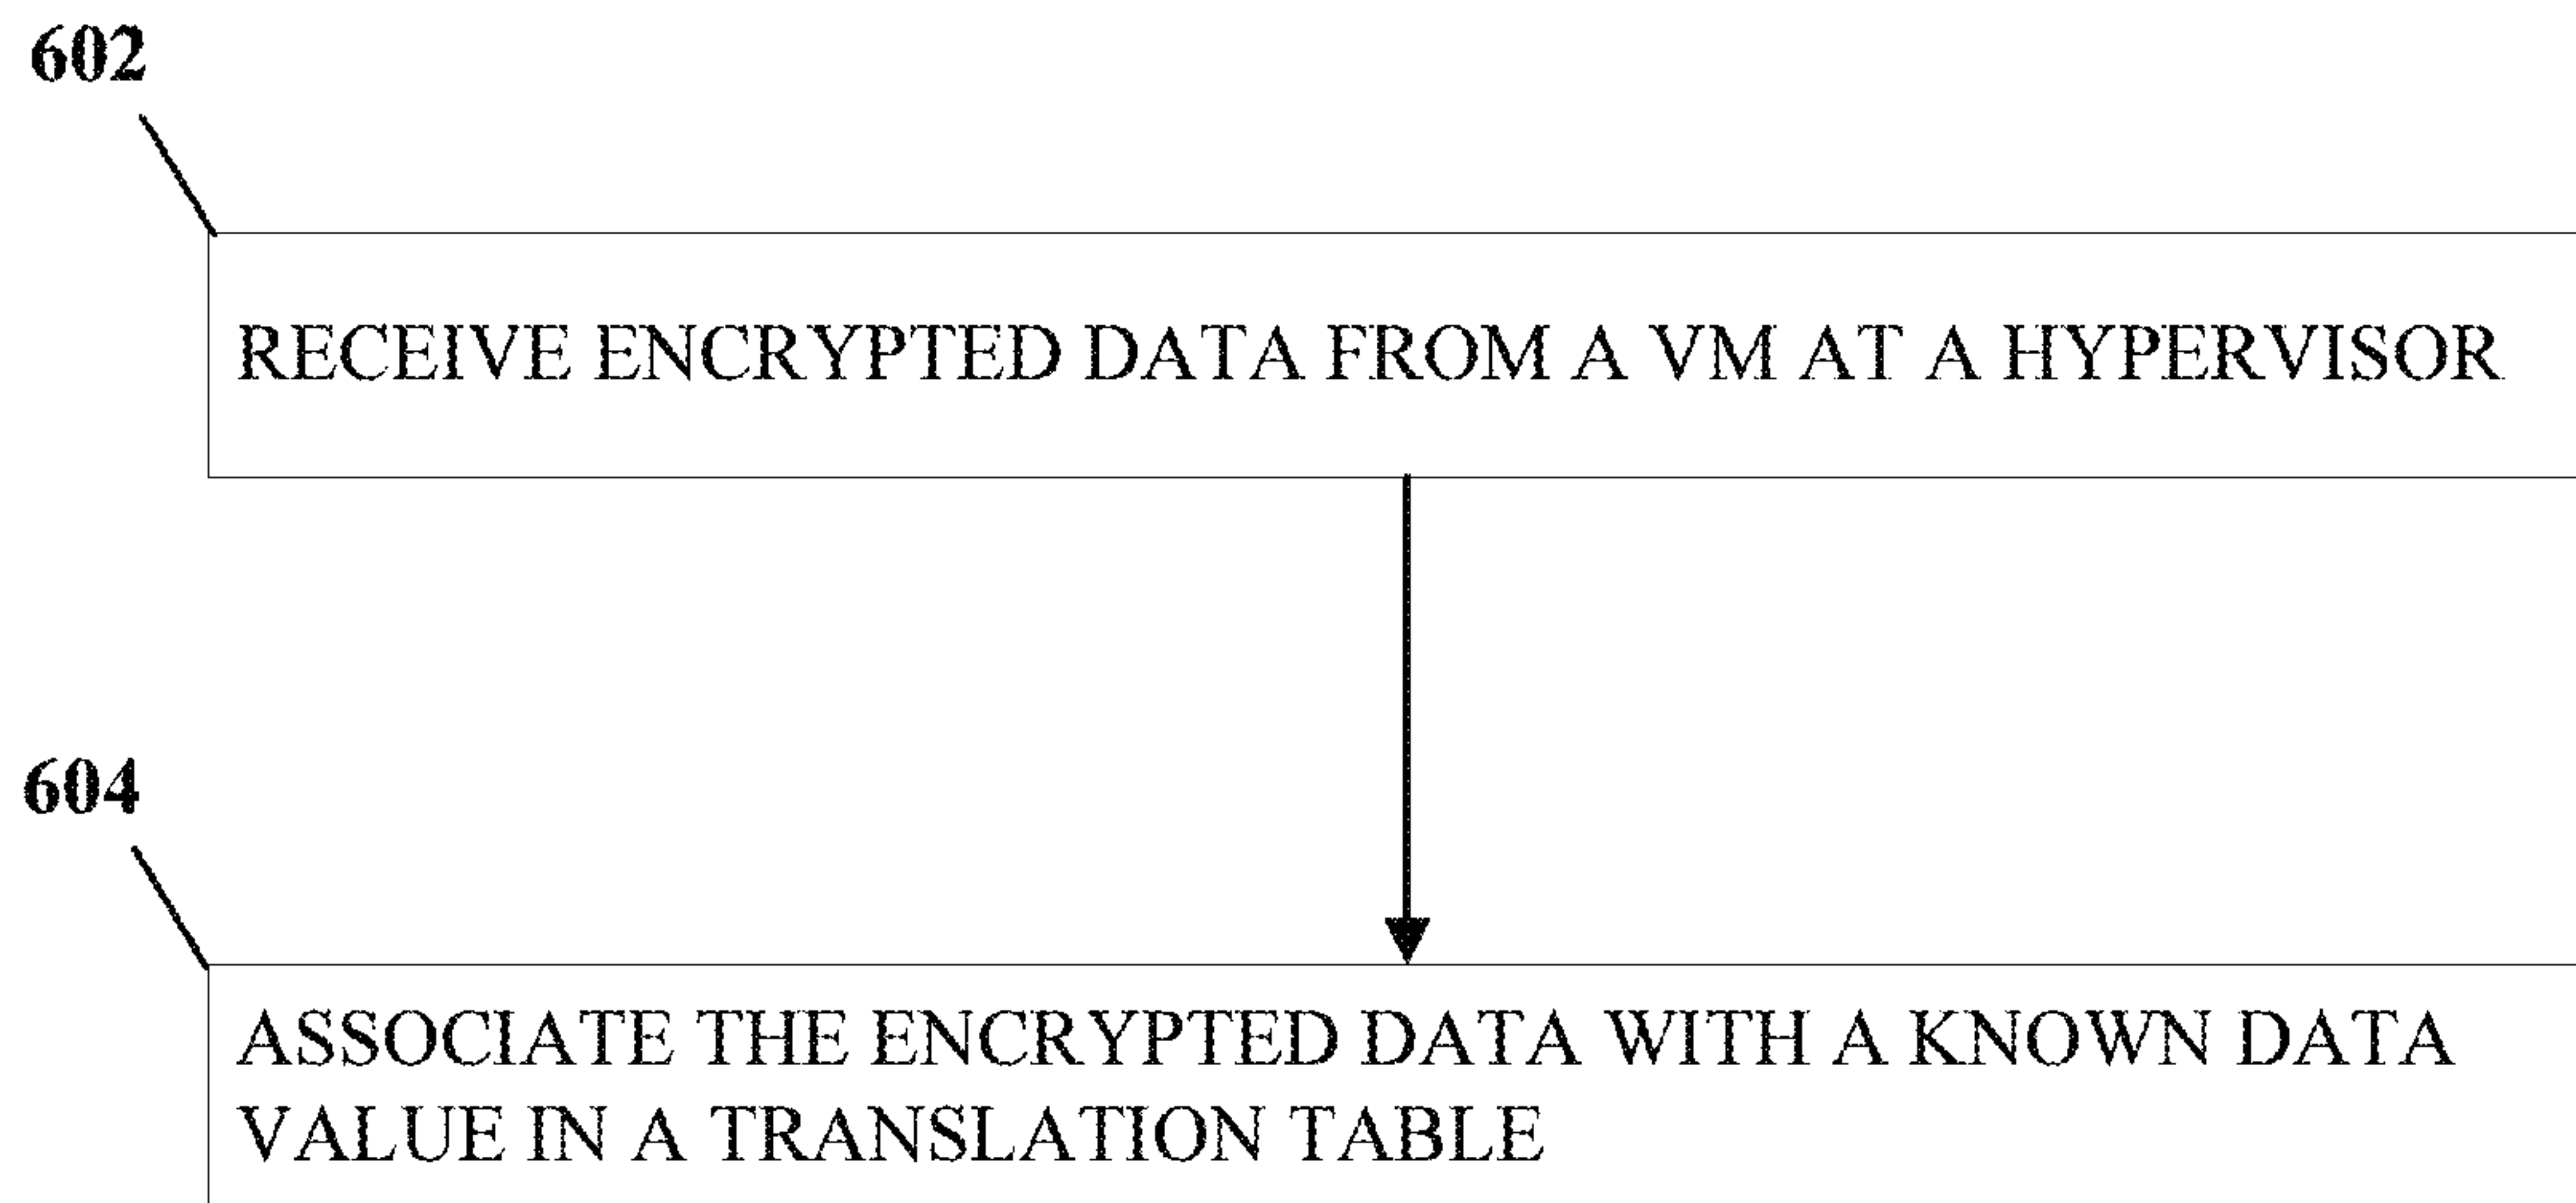 602
RECEIVE ENCRYPTED DATA FROM A VM AT A HYPERVISOR
604
ASSOCIATE THE ENCRYPTED DATA WITH A KNOWN DATA
VALUE IN A TRANSLATION TABLE